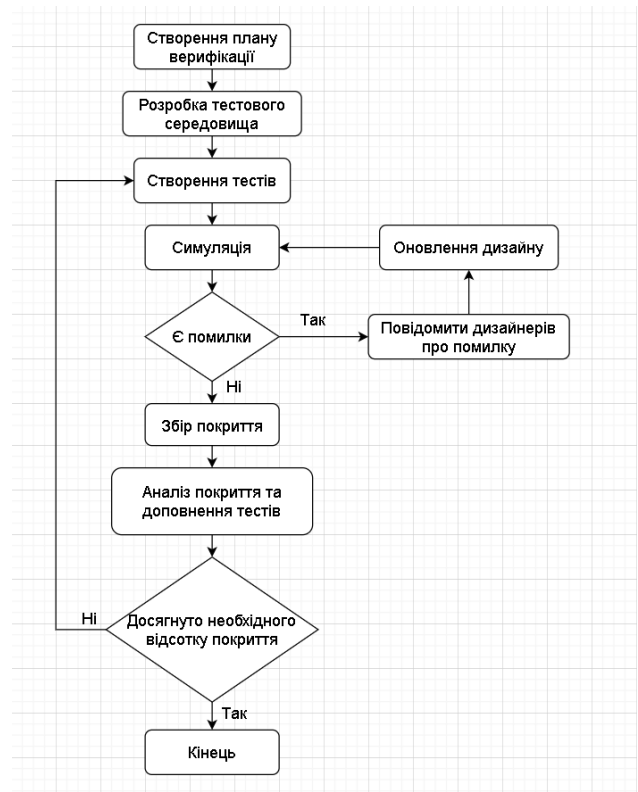 Створення плану
верифікації
Розробка тестового
середовища
Створення тестів
Симуляція
Оновлення дизайну
Є помилки
Так
Повідомити дизайнерів
про помилку
Ні
Збір покриття
Аналіз покриття та
доповнення тестів
Ні
Досягнуто необхідного
відсотку покриття
Так
Кінець